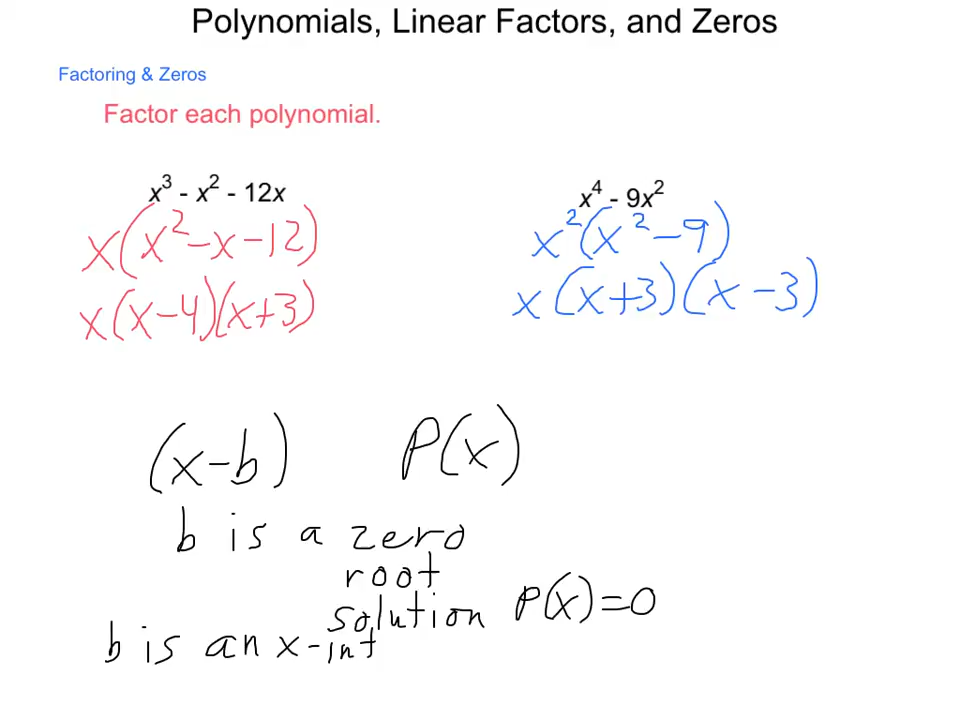 Polynomials, Linear Factors, and Zeros
Factoring & Zeros
Factor each polynomial.
x³ - x² - 12x
x(x²-x-12)
x(x-4)(x+3)
x⁴ - 9x²
x²(x²-9)
x(x+3)(x-3)
(x-b) P(x)
b is a zero
root
solution P(x)=0
b is an x-int